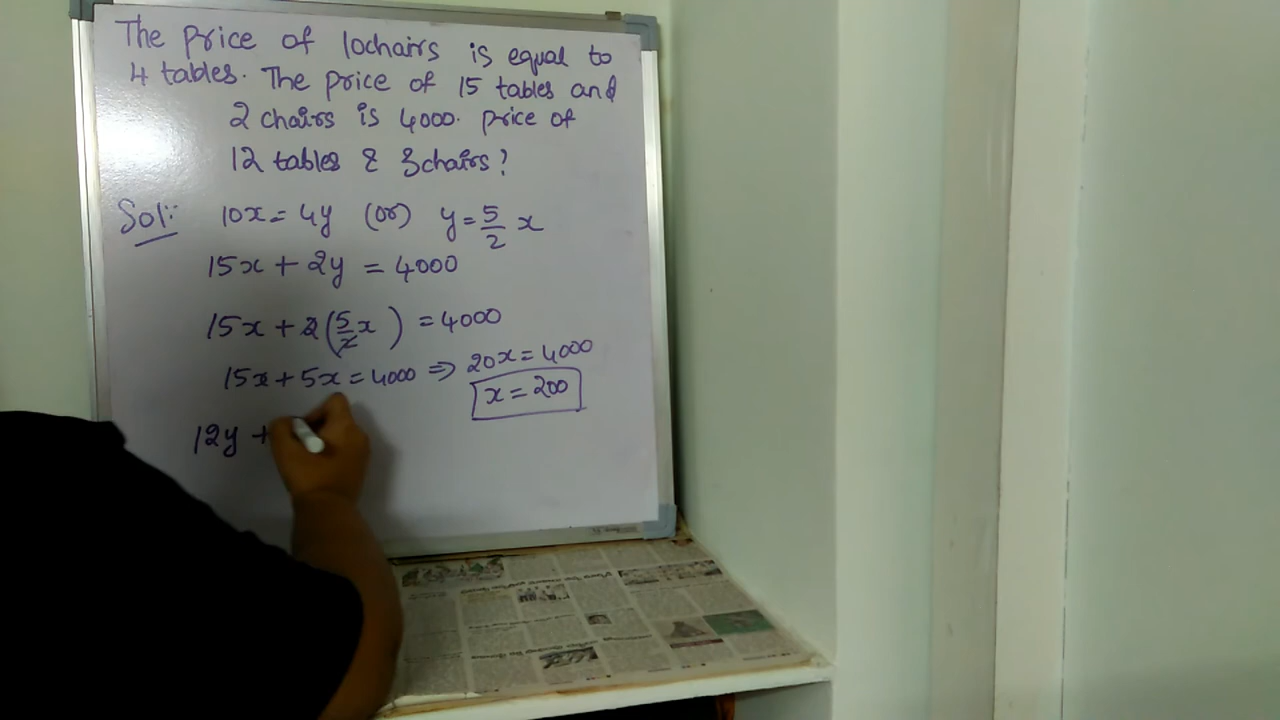 The Price of 10chairs is equal to
4 tables. The price of 15 tables and
2 chairs is 4000. price of
12 tables & 3chairs?
Sol:- 10x = 4y (or) y = 5/2 x
15x + 2y = 4000
15x + 2(5/2 x) = 4000
15x + 5x = 4000 => 20x = 4000
x = 200
12y +